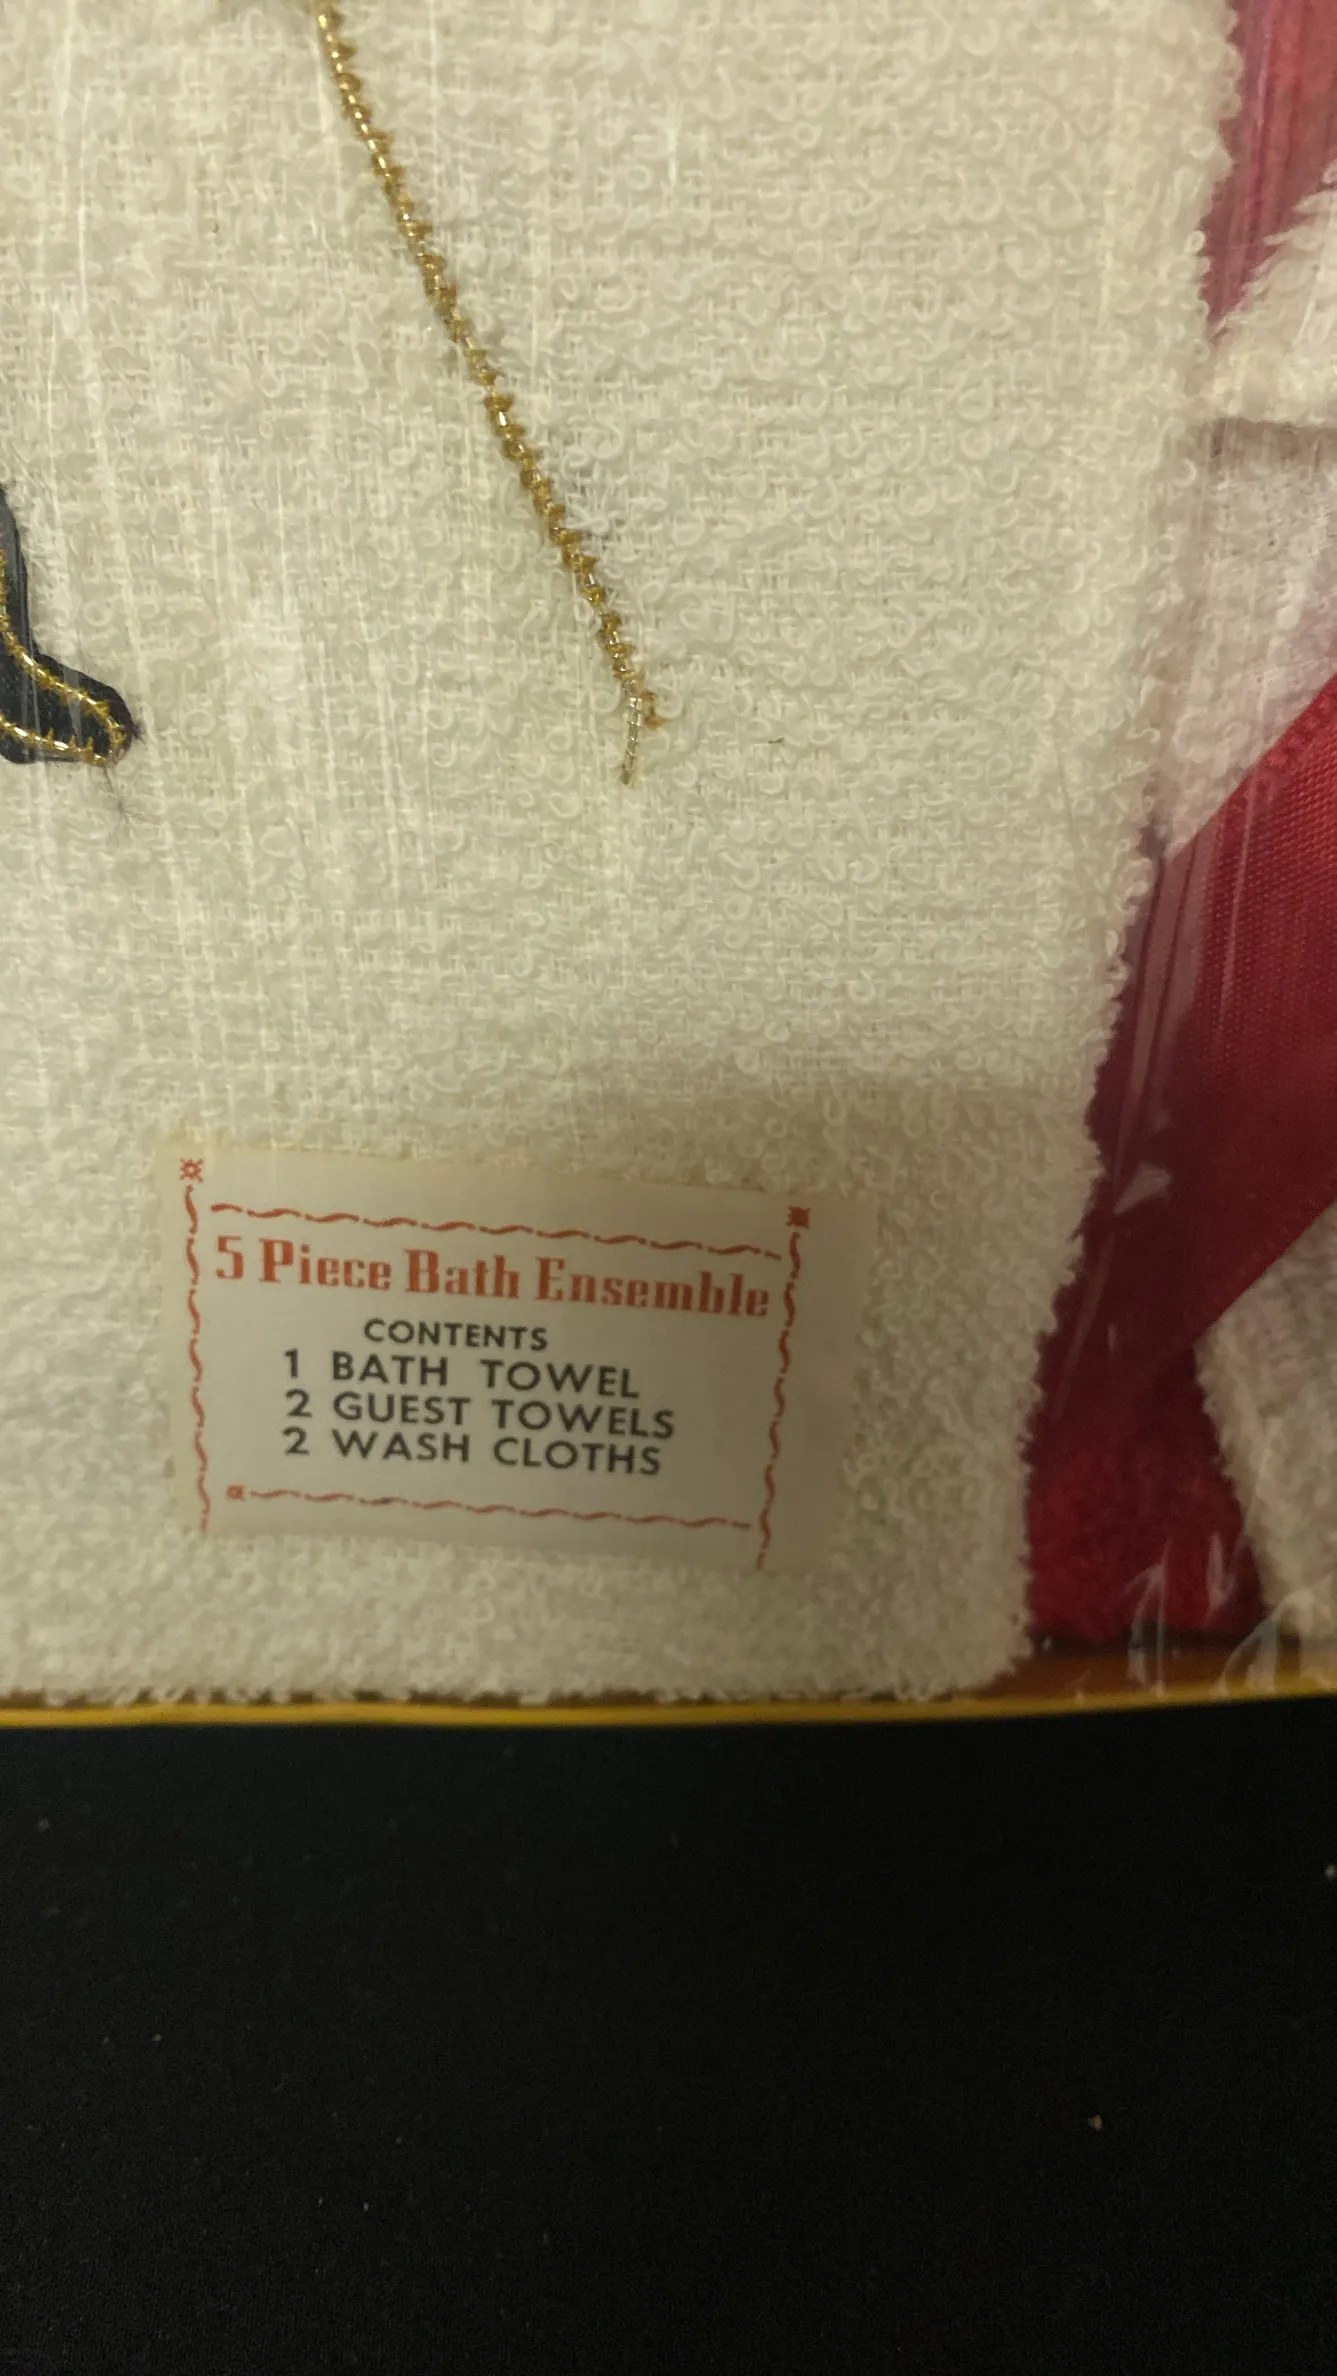 5 Piece Bath Ensemble
CONTENTS
1 BATH TOWEL
2 GUEST TOWELS
2 WASH CLOTHS